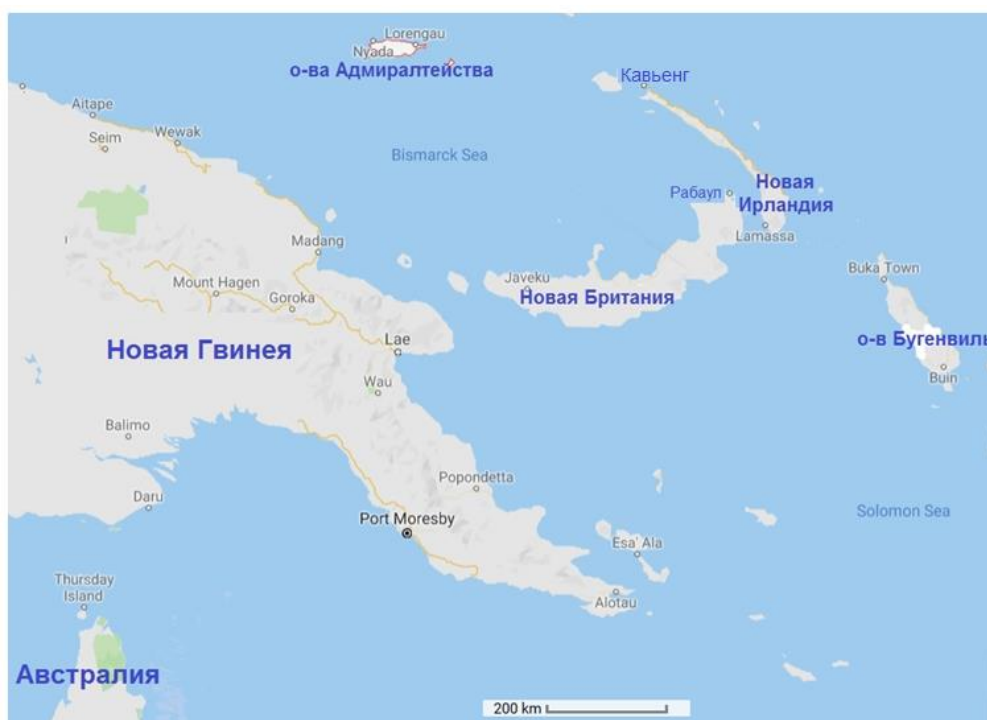 Lorengau
Nyada
о-ва Адмиралтейства
Кавьенг
Aitape
Wewak
Seim
Bismarck Sea
Новая
Ирландия
Рабаул
Lamassa
Madang
Buka Town
Mount Hagen
Javeku
Goroka
Новая Британия
о-в Бугенвиль
Новая Гвинея
Lae
Buin
Wau
Balimo
Popondetta
Daru
Solomon Sea
Port Moresby
Esa' Ala
Thursday
Island
Alotau
Австралия
200 km